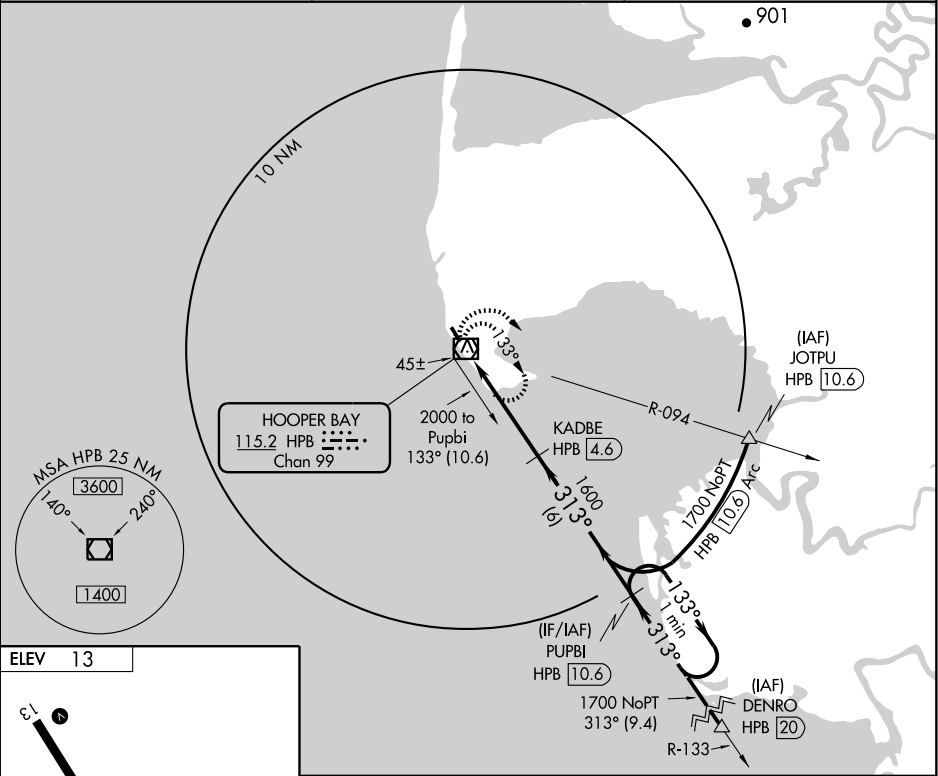 901
10 NM
(IAF)
JOTPU
HPB 10.6
133°
45±
R-094
HOOPER BAY
115.2 HPB
Chan 99
2000 to
Pupbi
133° (10.6)
KADBE
HPB 4.6
MSA HPB 25 NM
3600
140°
240°
1400
1600
313°
(6)
1700 NoPT
HPB 10.6 Arc
133°
1 min
313°
(IF/IAF)
PUPBI
HPB 10.6
1700 NoPT
313° (9.4)
(IAF)
DENRO
HPB 20
R-133
ELEV 13
13
V